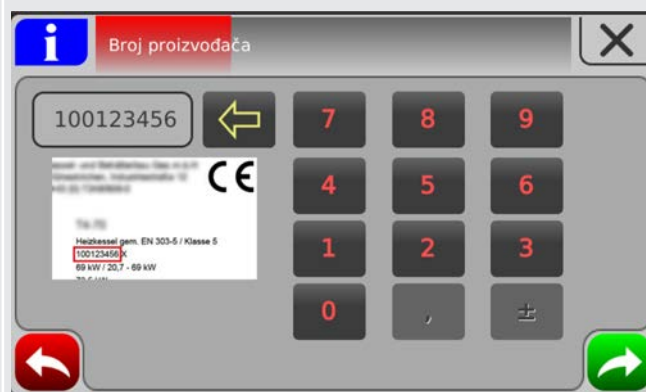 i
Broj proizvođača
100123456
7 8 9
CE
4 5 6
Heizkessel gem. EN 303-5 / Klasse 5
100123456 X
69 kW / 20,7 - 69 kW
1 2 3
0 , ±